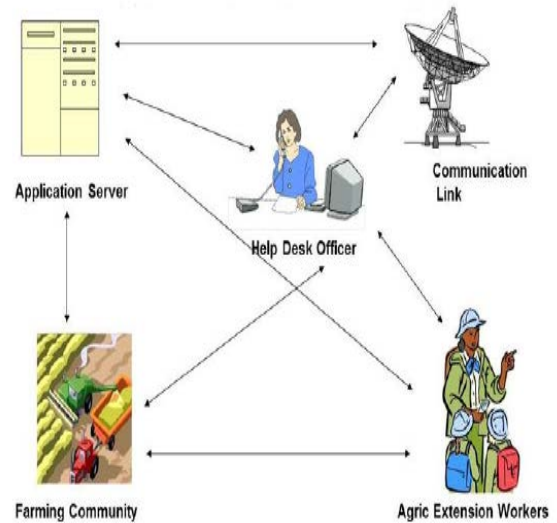 Communication
Link
Application Server
Help Desk Officer
Farming Community
Agric Extension Workers